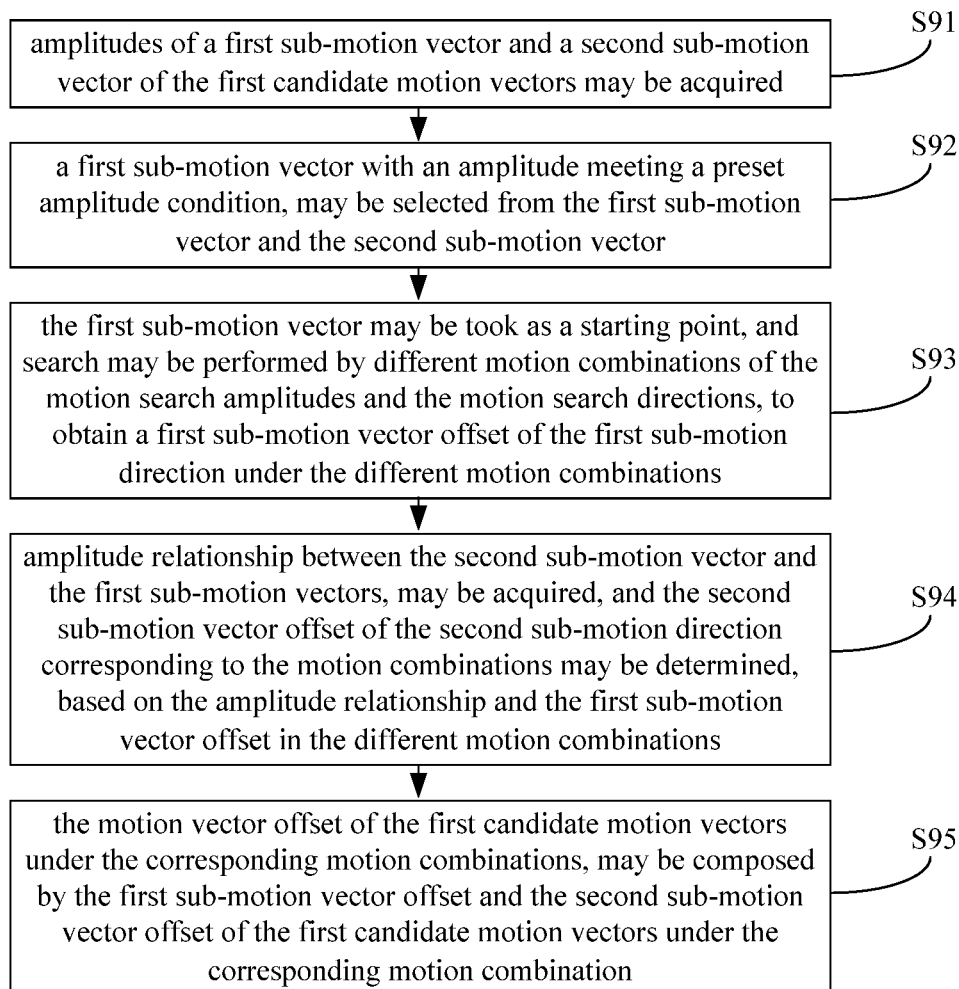 S91
amplitudes of a first sub-motion vector and a second sub-motion
vector of the first candidate motion vectors may be acquired
S92
a first sub-motion vector with an amplitude meeting a preset
amplitude condition, may be selected from the first sub-motion
vector and the second sub-motion vector
S93
the first sub-motion vector may be took as a starting point, and
search may be performed by different motion combinations of the
motion search amplitudes and the motion search directions, to
obtain a first sub-motion vector offset of the first sub-motion
direction under the different motion combinations
S94
amplitude relationship between the second sub-motion vector and
the first sub-motion vectors, may be acquired, and the second
sub-motion vector offset of the second sub-motion direction
corresponding to the motion combinations may be determined,
based on the amplitude relationship and the first sub-motion
vector offset in the different motion combinations
S95
the motion vector offset of the first candidate motion vectors
under the corresponding motion combinations, may be composed
by the first sub-motion vector offset and the second sub-motion
vector offset of the first candidate motion vectors under the
corresponding motion combination